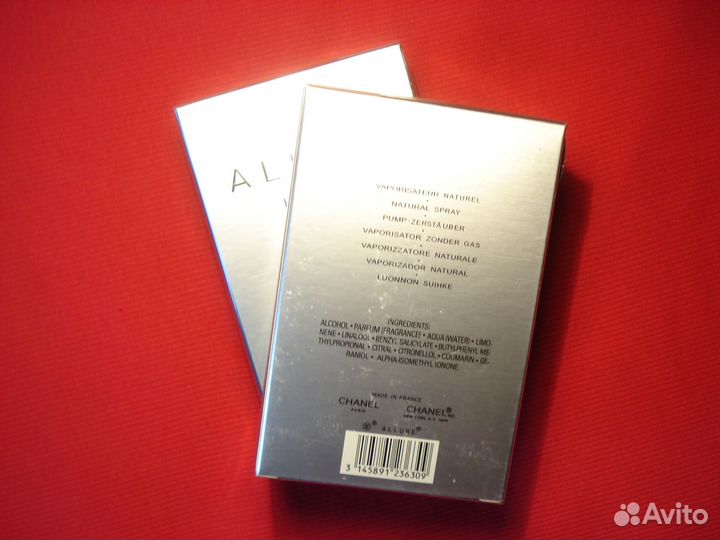 AL
VAPORISATEUR NATUREL
NATURAL SPRAY
PUMP-ZERSTÄUBER
VAPORISATOR ZONDER GAS
VAPORIZZATORE NATURALE
VAPORIZADOR NATURAL
LUONNON SUIHKE
INGREDIENTS:
ALCOHOL • PARFUM (FRAGRANCE) • AQUA (WATER) • LIMO-
NENE • LINALOOL • BENZYL SALICYLATE • BUTYLPHENYL ME-
THYLPROPIONAL • CITRAL • CITRONELLOL • COUMARIN • GE-
RANIOL • ALPHA-ISOMETHYL IONONE.
MADE IN FRANCE
CHANEL CHANEL® INC.
PARIS NEW YORK, N.Y. 10019
ALLURE®
3 145891 236309
Avito